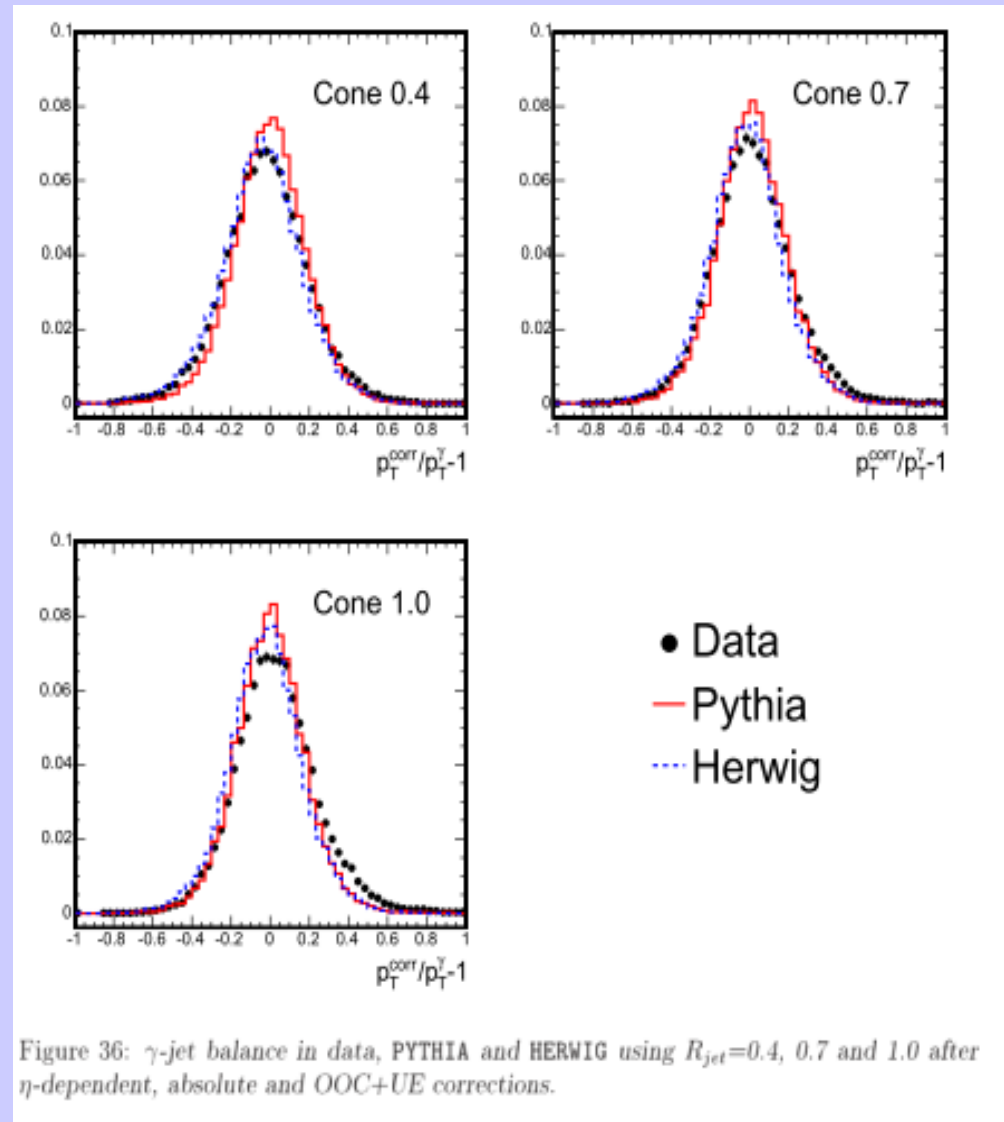 0.1
0.08
0.06
0.04
0.02
0
Cone 0.4
-1 -0.8 -0.6 -0.4 -0.2 0 0.2 0.4 0.6 0.8 1
p_T^corr/p_T^γ-1
0.1
0.08
0.06
0.04
0.02
0
Cone 0.7
-1 -0.8 -0.6 -0.4 -0.2 0 0.2 0.4 0.6 0.8 1
p_T^corr/p_T^γ-1
0.1
0.08
0.06
0.04
0.02
0
Cone 1.0
-1 -0.8 -0.6 -0.4 -0.2 0 0.2 0.4 0.6 0.8 1
p_T^corr/p_T^γ-1
Data
Pythia
Herwig
Figure 36: γ-jet balance in data, PYTHIA and HERWIG using R_jet=0.4, 0.7 and 1.0 after
η-dependent, absolute and OOC+UE corrections.